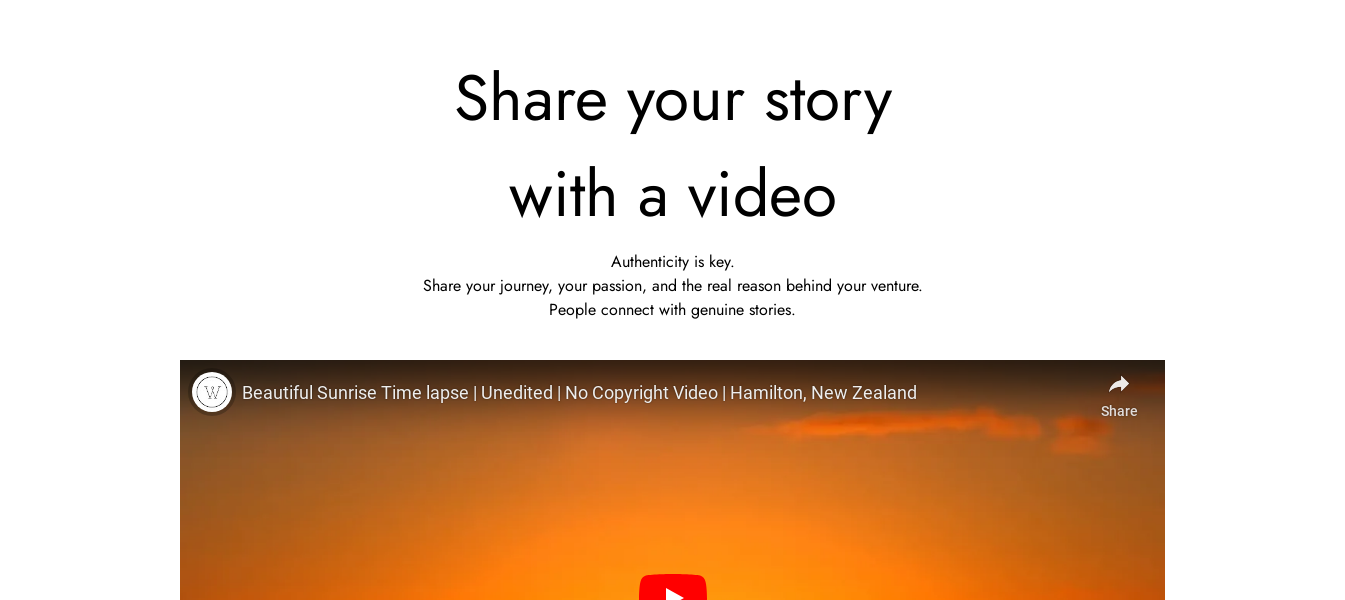 Share your story
with a video
Authenticity is key.
Share your journey, your passion, and the real reason behind your venture.
People connect with genuine stories.
W
Beautiful Sunrise Time lapse | Unedited | No Copyright Video | Hamilton, New Zealand
Share